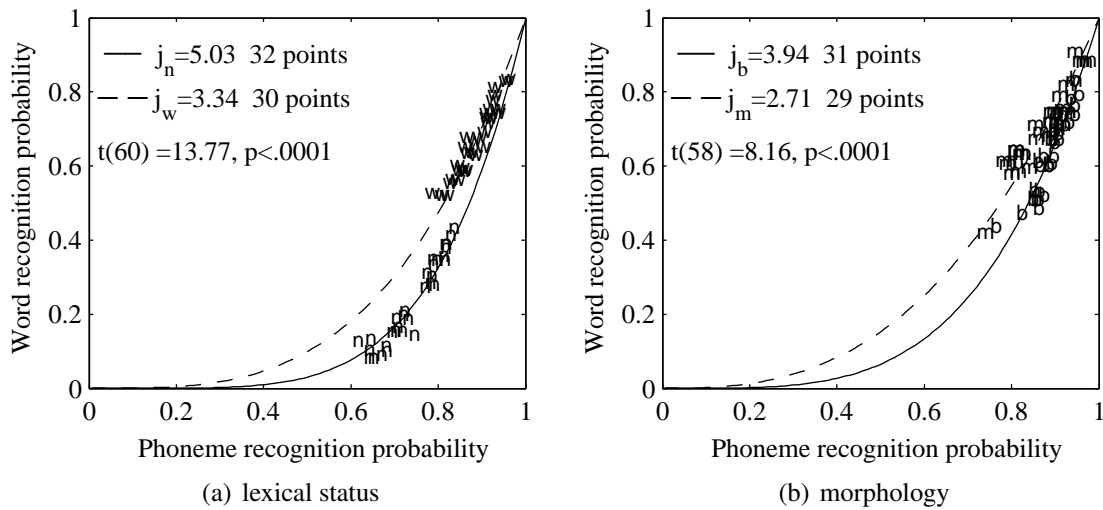 1
0.8
0.6
0.4
0.2
0
0 0.2 0.4 0.6 0.8 1
Word recognition probability
Phoneme recognition probability
j_n=5.03 32 points
j_w=3.34 30 points
t(60) =13.77, p<.0001
(a) lexical status
1
0.8
0.6
0.4
0.2
0
0 0.2 0.4 0.6 0.8 1
Word recognition probability
Phoneme recognition probability
j_b=3.94 31 points
j_m=2.71 29 points
t(58) =8.16, p<.0001
(b) morphology